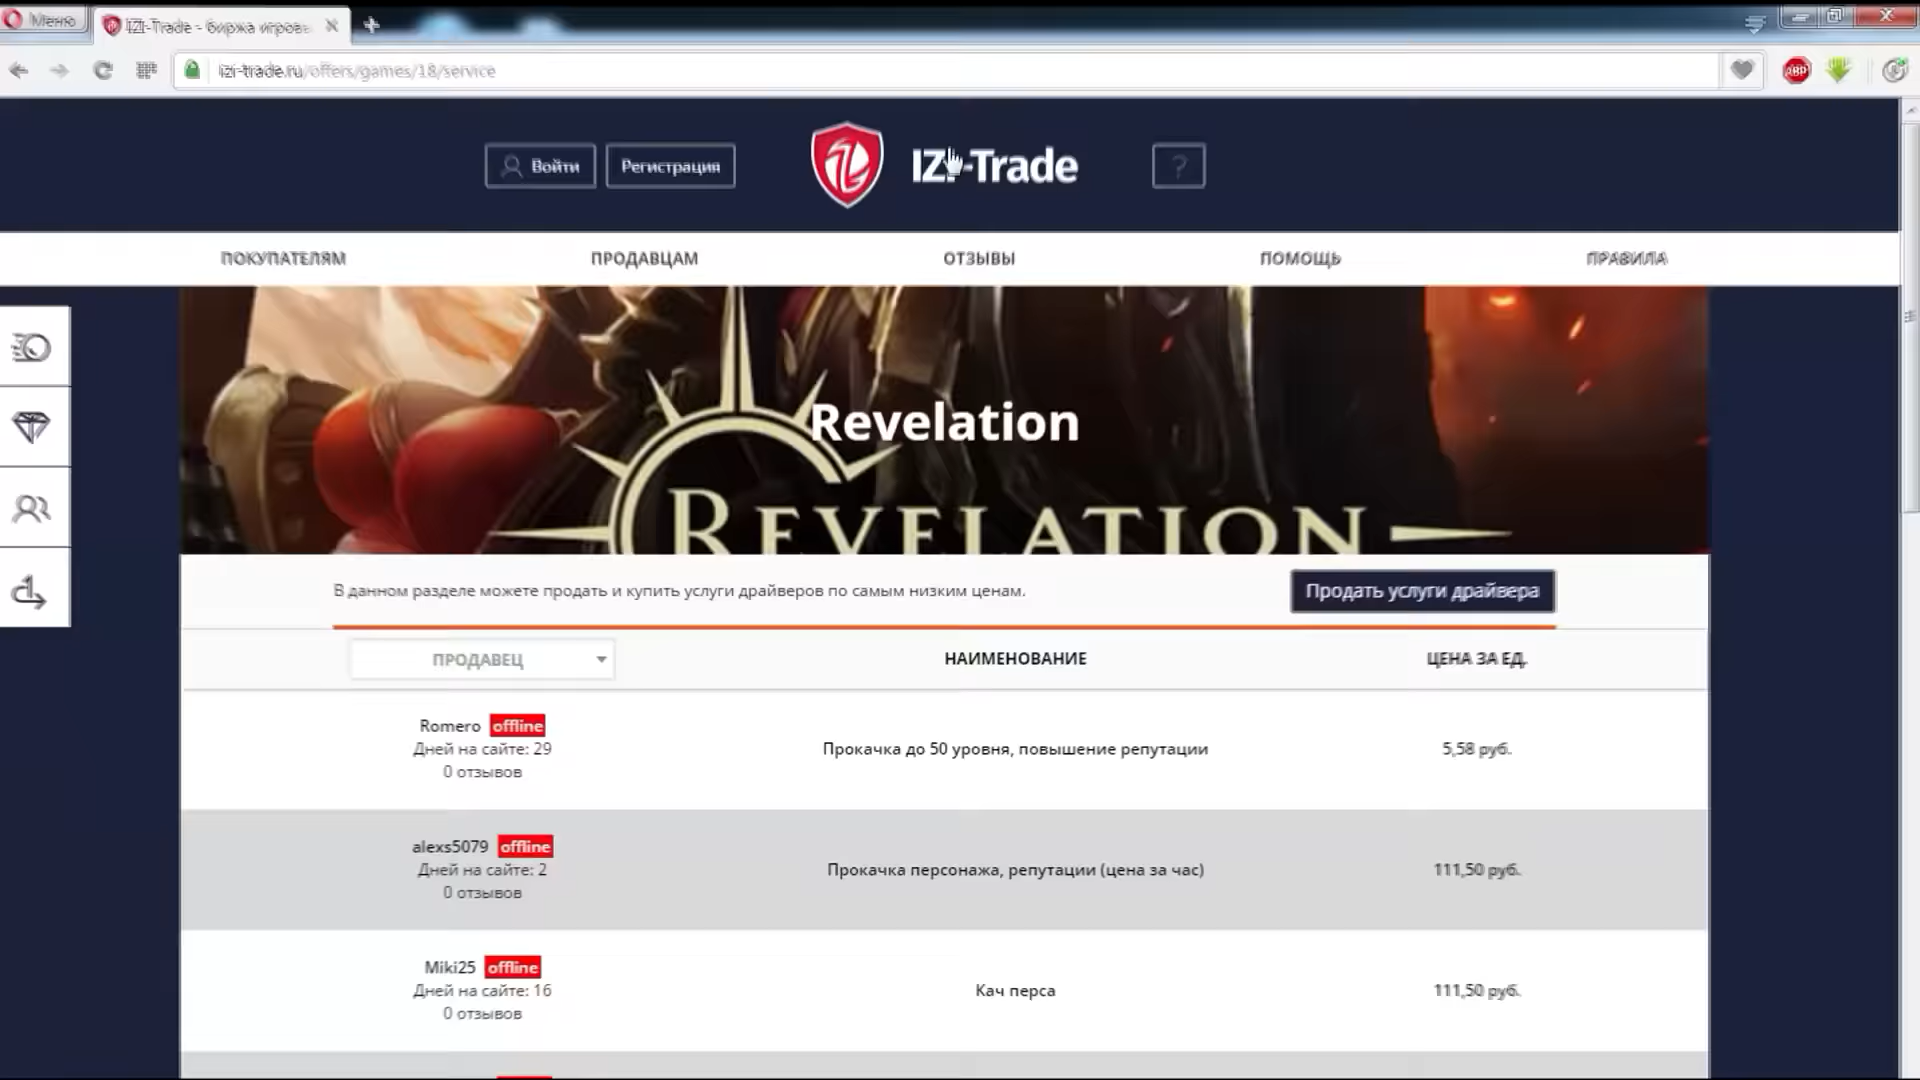 Меню
IZI-Trade - биржа игрово
izi-trade.ru/offers/games/18/service
ABP
Войти
Регистрация
IZI-Trade
?
ПОКУПАТЕЛЯМ
ПРОДАВЦАМ
ОТЗЫВЫ
ПОМОЩЬ
ПРАВИЛА
Revelation
REVELATION
В данном разделе можете продать и купить услуги драйверов по самым низким ценам.
Продать услуги драйвера
ПРОДАВЕЦ
НАИМЕНОВАНИЕ
ЦЕНА ЗА ЕД.
Romero offline
Дней на сайте: 29
0 отзывов
Прокачка до 50 уровня, повышение репутации
5,58 руб.
alexs5079 offline
Дней на сайте: 2
0 отзывов
Прокачка персонажа, репутации (цена за час)
111,50 руб.
Miki25 offline
Дней на сайте: 16
0 отзывов
Кач перса
111,50 руб.